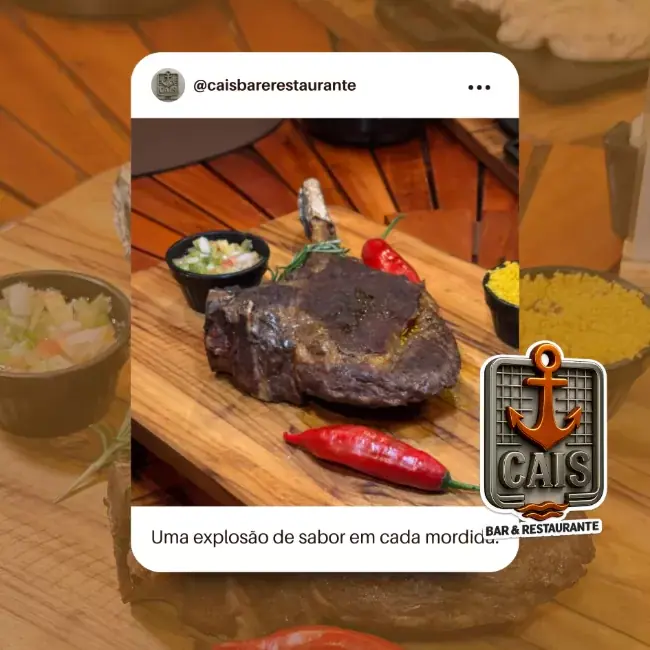 @caisbarerestaurante
CAIS
BAR & RESTAURANTE
Uma explosão de sabor em cada mordida.